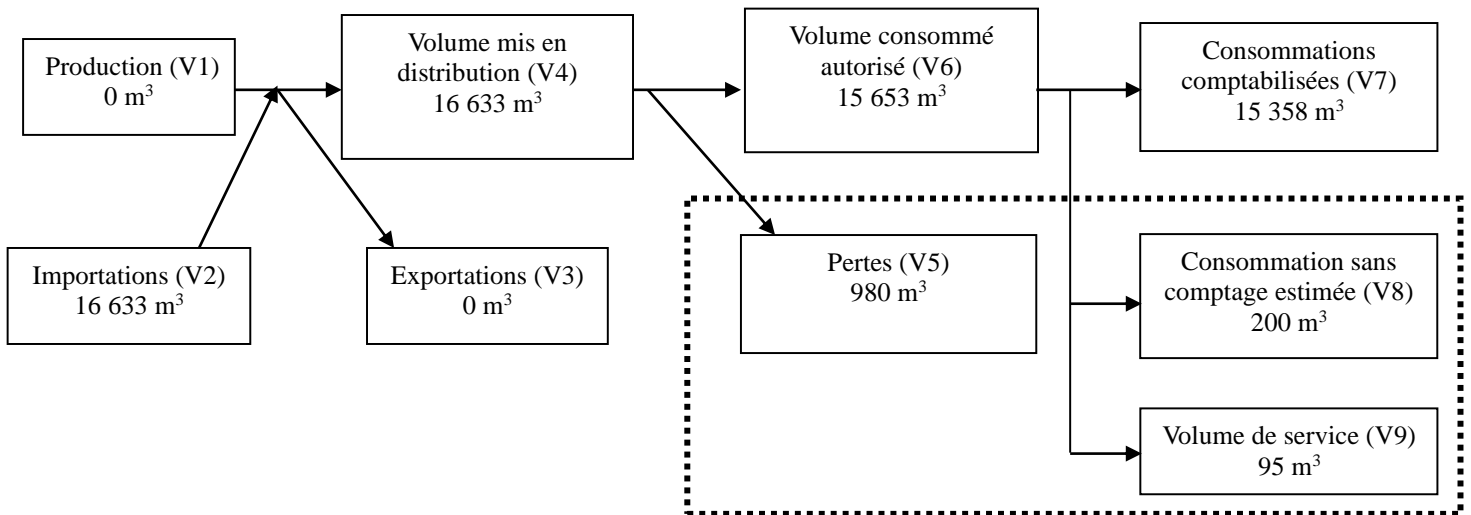 Production (V1)
0 m³
Volume mis en
distribution (V4)
16 633 m³
Volume consommé
autorisé (V6)
15 653 m³
Consommations
comptabilisées (V7)
15 358 m³
Importations (V2)
16 633 m³
Exportations (V3)
0 m³
Pertes (V5)
980 m³
Consommation sans
comptage estimée (V8)
200 m³
Volume de service (V9)
95 m³